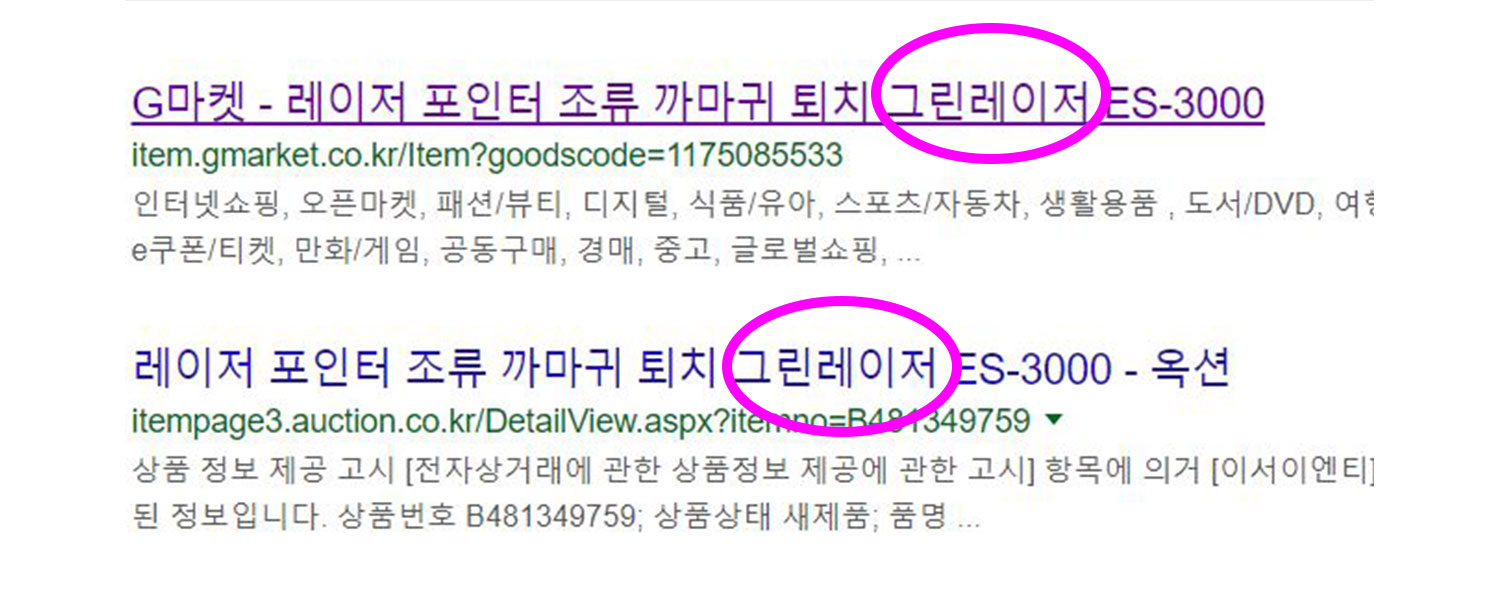 G마켓 - 레이저 포인터 조류 까마귀 퇴치 그린레이저 ES-3000
item.gmarket.co.kr/Item?goodscode=1175085533
인터넷쇼핑, 오픈마켓, 패션/뷰티, 디지털, 식품/유아, 스포츠/자동차, 생활용품 , 도서/DVD,
e쿠폰/티켓, 만화/게임, 공동구매, 경매, 중고, 글로벌쇼핑, ...
레이저 포인터 조류 까마귀 퇴치 그린레이저 ES-3000 - 옥션
itempage3.auction.co.kr/DetailView.aspx?itemno=B481349759
상품 정보 제공 고시 [전자상거래에 관한 상품정보 제공에 관한 고시] 항목에 의거 [이서이엔티]
된 정보입니다. 상품번호 B481349759; 상품상태 새제품; 품명 ...